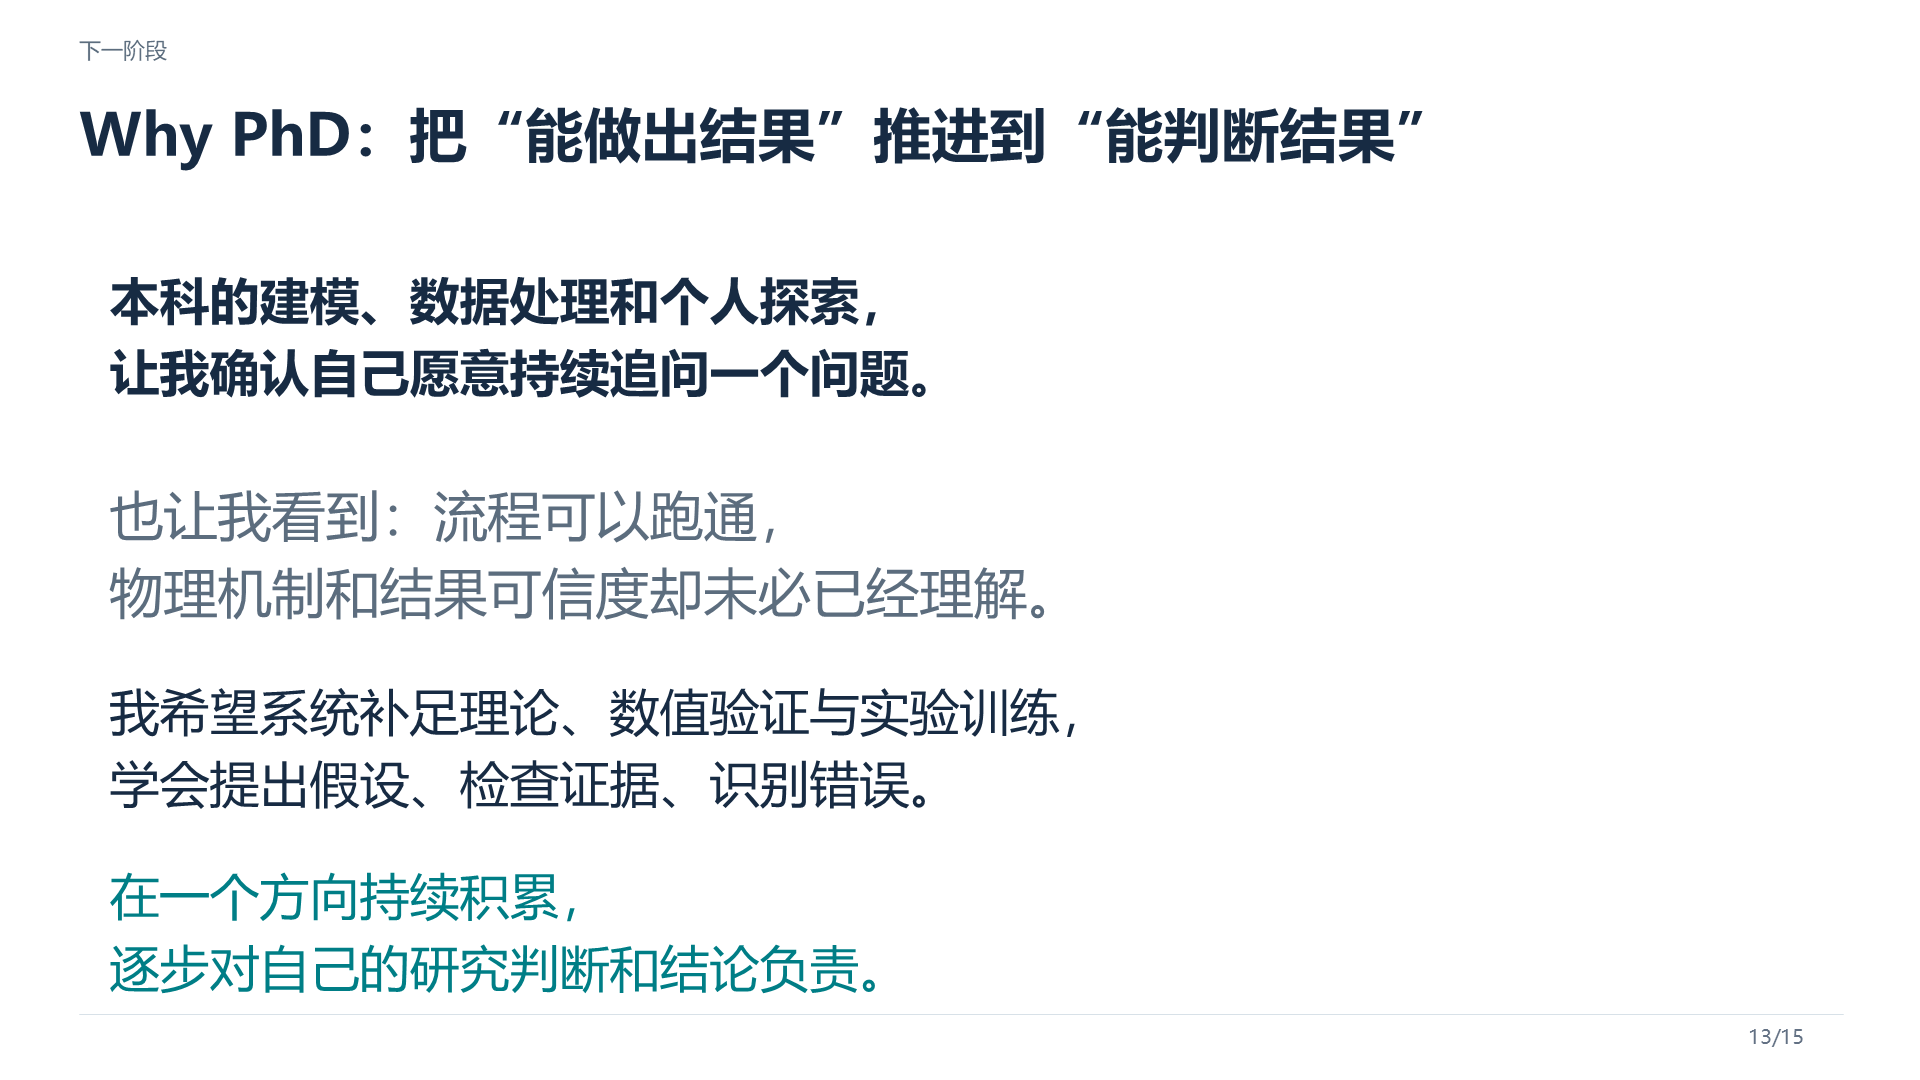 下一阶段
Why PhD：把“能做出结果”推进到“能判断结果”
本科的建模、数据处理和个人探索，
让我确认自己愿意持续追问一个问题。
也让我看到：流程可以跑通，
物理机制和结果可信度却未必已经理解。
我希望系统补足理论、数值验证与实验训练，
学会提出假设、检查证据、识别错误。
在一个方向持续积累，
逐步对自己的研究判断和结论负责。
13/15